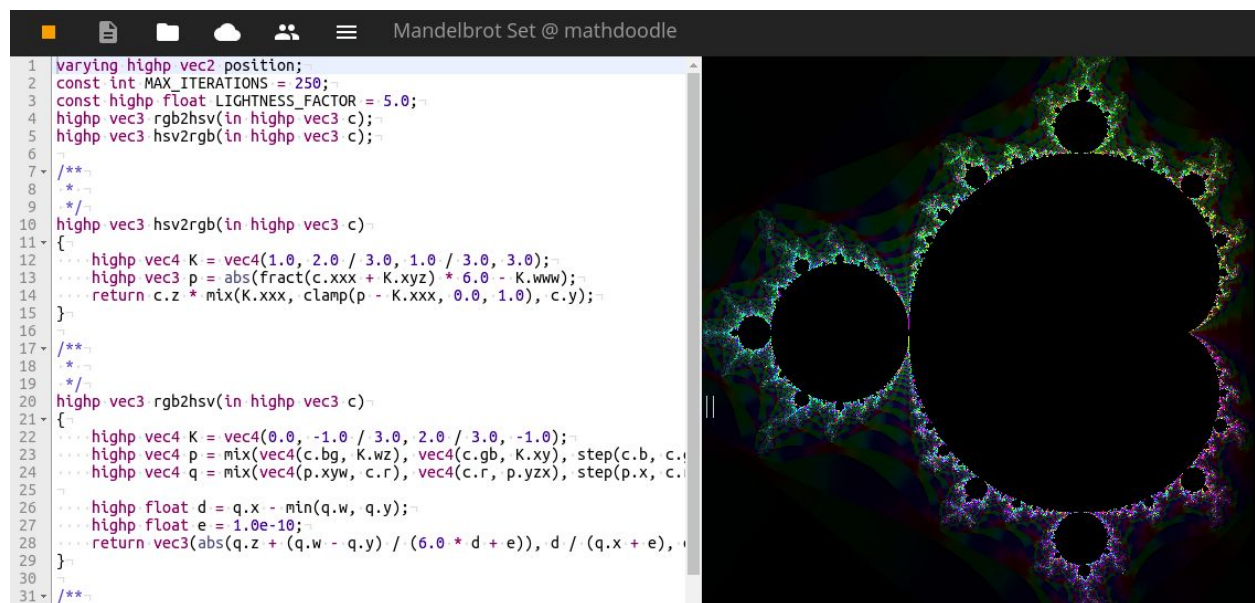 Mandelbrot Set @ mathdoodle
1 varying highp vec2 position;
2 const int MAX_ITERATIONS = 250;
3 const highp float LIGHTNESS_FACTOR = 5.0;
4 highp vec3 rgb2hsv(in highp vec3 c);
5 highp vec3 hsv2rgb(in highp vec3 c);
6
7 /**
8  *
9  */
10 highp vec3 hsv2rgb(in highp vec3 c)
11 {
12     highp vec4 K = vec4(1.0, 2.0 / 3.0, 1.0 / 3.0, 3.0);
13     highp vec3 p = abs(fract(c.xxx + K.xyz) * 6.0 - K.www);
14     return c.z * mix(K.xxx, clamp(p - K.xxx, 0.0, 1.0), c.y);
15 }
16
17 /**
18  *
19  */
20 highp vec3 rgb2hsv(in highp vec3 c)
21 {
22     highp vec4 K = vec4(0.0, -1.0 / 3.0, 2.0 / 3.0, -1.0);
23     highp vec4 p = mix(vec4(c.bg, K.wz), vec4(c.gb, K.xy), step(c.b, c.
24     highp vec4 q = mix(vec4(p.xyw, c.r), vec4(c.r, p.yzx), step(p.x, c.
25
26     highp float d = q.x - min(q.w, q.y);
27     highp float e = 1.0e-10;
28     return vec3(abs(q.z + (q.w - q.y) / (6.0 * d + e)), d / (q.x + e),
29 }
30
31 /**